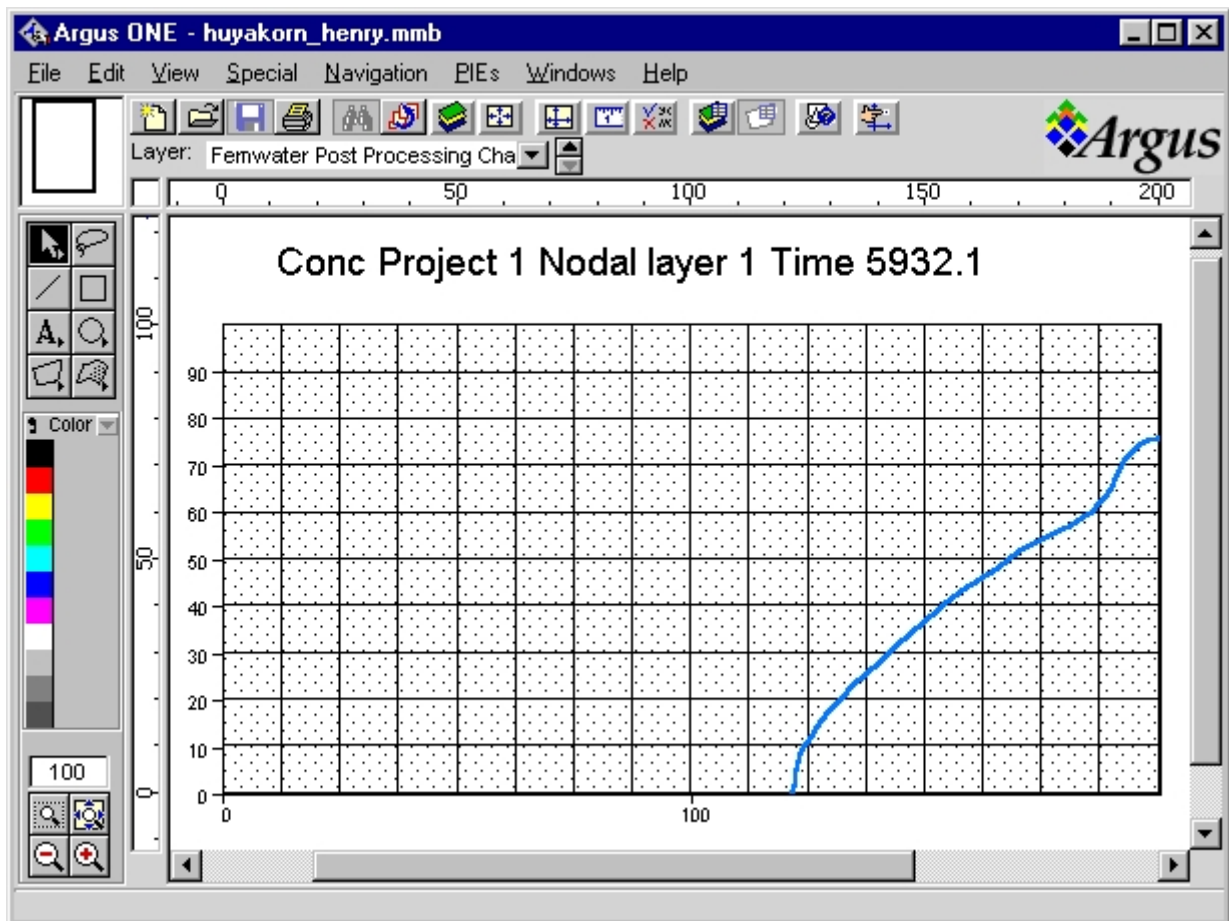 Argus ONE - huyakorn_henry.mmb
File Edit View Special Navigation PIEs Windows Help
Layer: Femwater Post Processing Cha
Argus
0 50 100 150 200
Conc Project 1 Nodal layer 1 Time 5932.1
100
50
0
90
80
70
60
50
40
30
20
10
0
0 100
A
Color
100